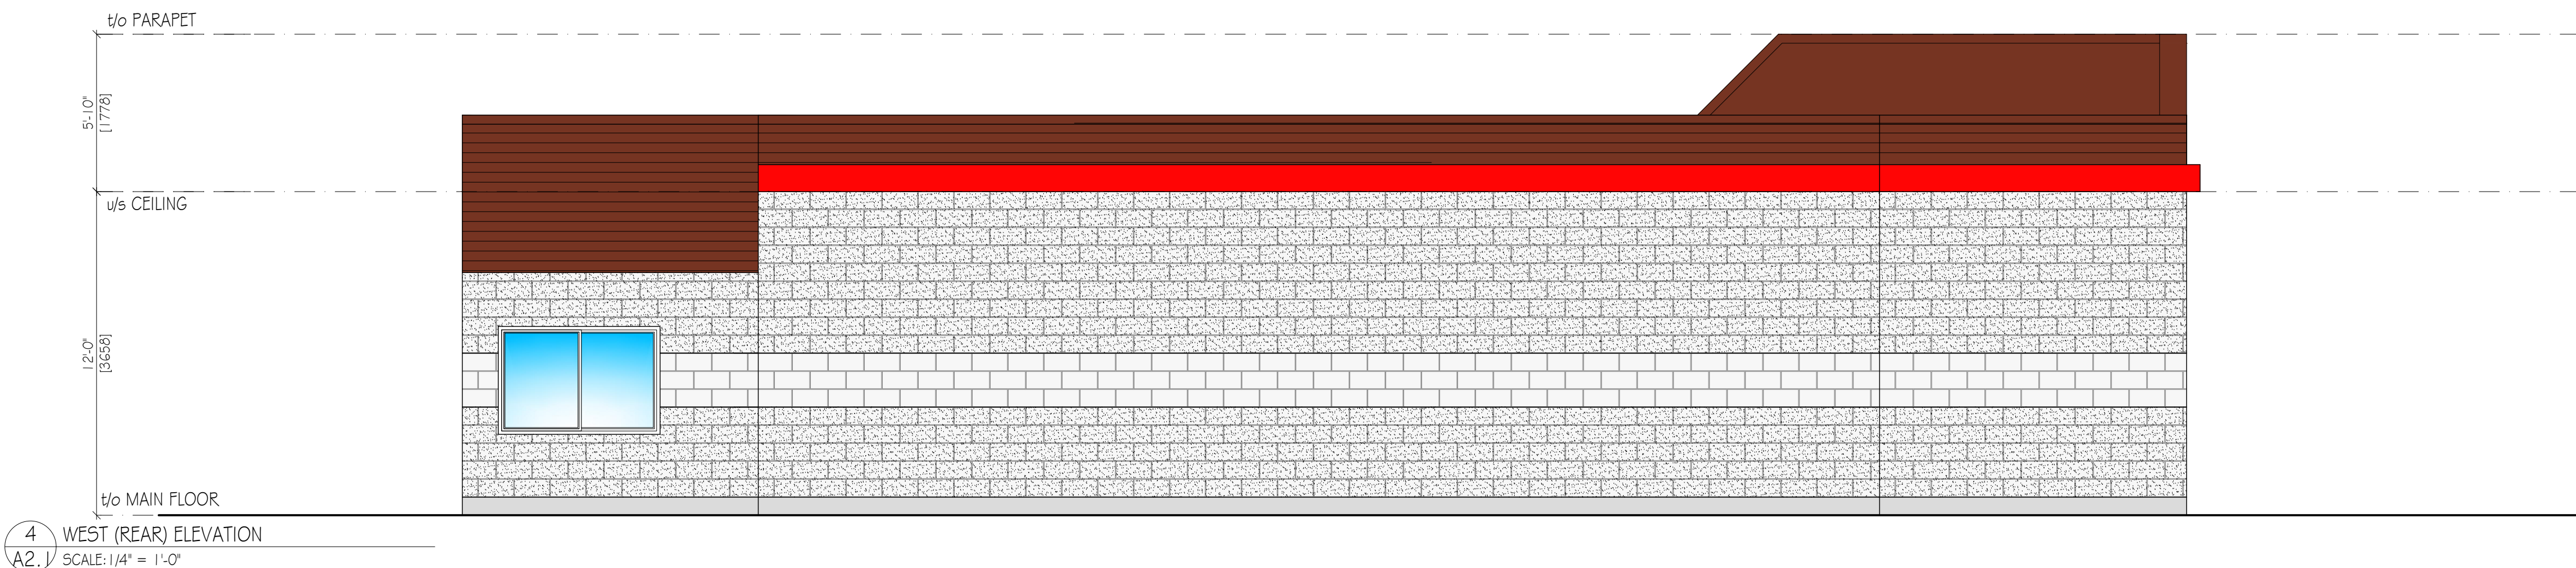 t/o PARAPET
5'-10"
[1778]
u/s CEILING
12'-0"
[3658]
t/o MAIN FLOOR
4
WEST (REAR) ELEVATION
A2.1
SCALE: 1/4" = 1'-0"